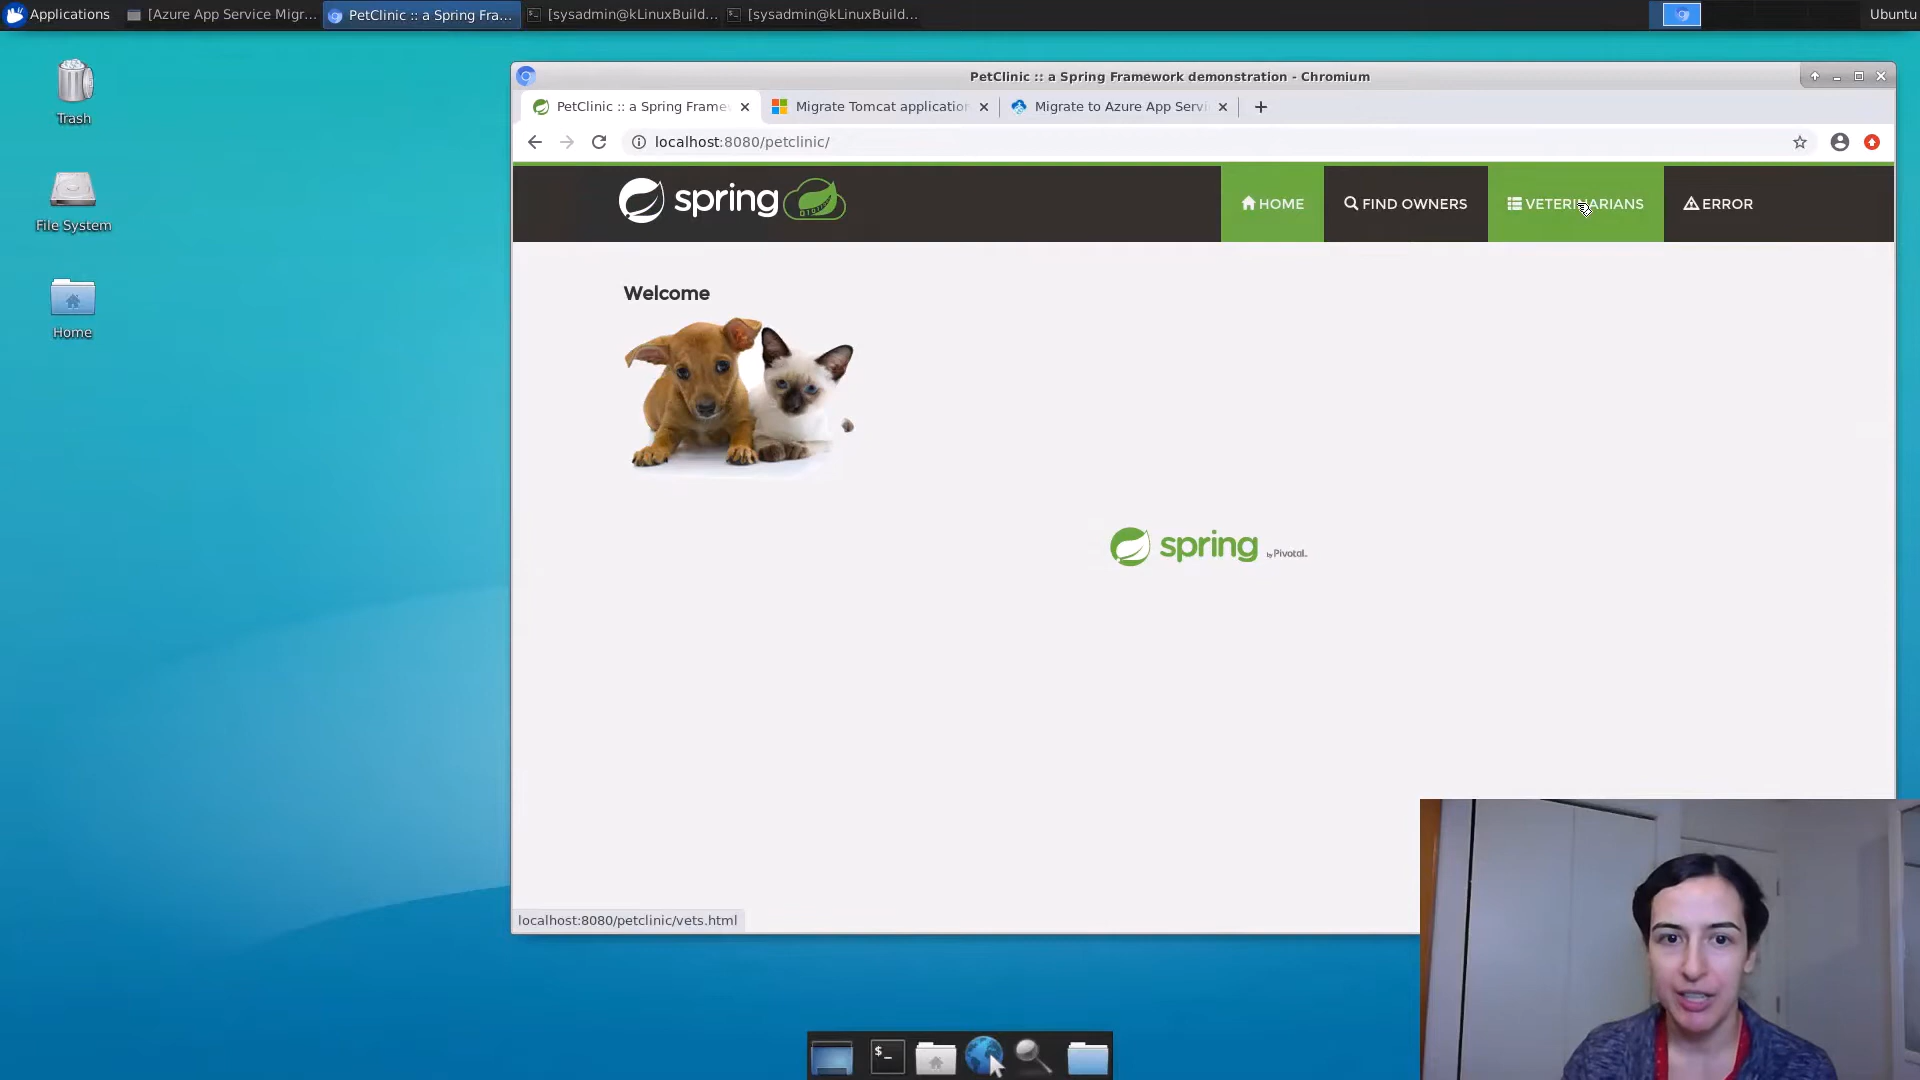 Applications
[Azure App Service Migr...
PetClinic :: a Spring Fra...
[sysadmin@kLinuxBuild...
[sysadmin@kLinuxBuild...
Ubuntu
Trash
File System
Home
PetClinic :: a Spring Framework demonstration - Chromium
PetClinic :: a Spring Frame
Migrate Tomcat application
Migrate to Azure App Servi
localhost:8080/petclinic/
spring
HOME
FIND OWNERS
VETERINARIANS
ERROR
Welcome
spring by Pivotal.
localhost:8080/petclinic/vets.html
$_